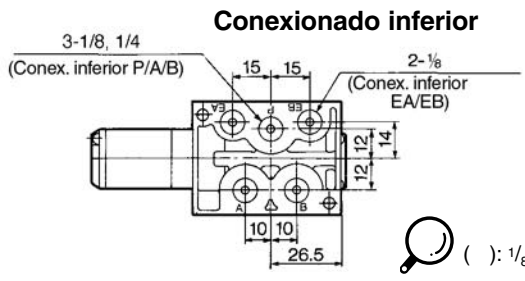 Conexionado inferior
3-1/8, 1/4
(Conex. inferior P/A/B)
15
15
2-1/8
(Conex. inferior
EA/EB)
EA
P
EB
12
14
12
A
B
10
10
26.5
( ): 1/8